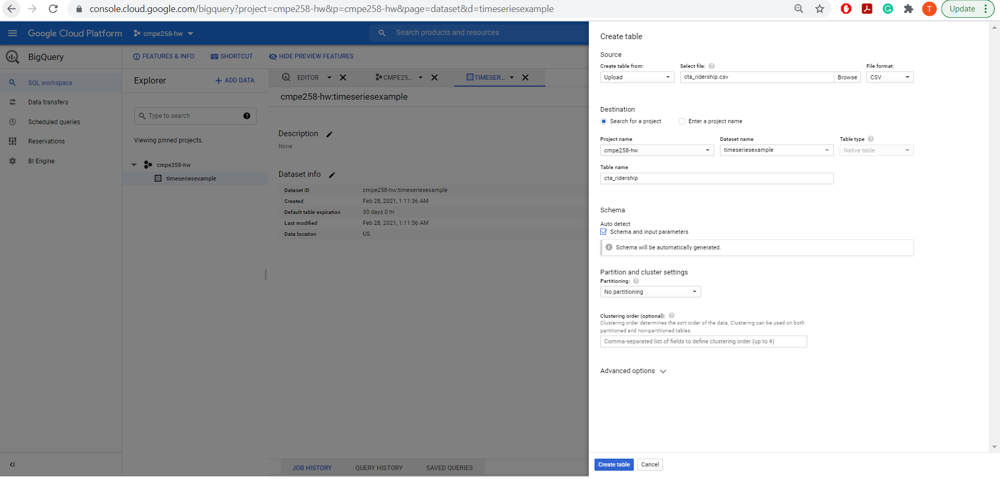 console.cloud.google.com/bigquery?project=cmpe258-hw&p=cmpe258-hw&page=dataset&d=timeseriesexample
T
Update
Google Cloud Platform
cmpe258-hw
Search products and resources
BigQuery
FEATURES & INFO
SHORTCUT
HIDE PREVIEW FEATURES
SQL workspace
Data transfers
Scheduled queries
Reservations
BI Engine
Explorer
ADD DATA
Type to search
Viewing pinned projects.
cmpe258-hw
timeseriesexample
EDITOR
CMPE25...
TIMESER...
cmpe258-hw:timeseriesexample
Description
None
Dataset info
Dataset ID cmpe258-hw:timeseriesexample
Created Feb 28, 2021, 1:11:36 AM
Default table expiration 30 days 0 hr
Last modified Feb 28, 2021, 1:11:36 AM
Data location US
JOB HISTORY
QUERY HISTORY
SAVED QUERIES
Create table
Source
Create table from: Select file: File format:
Upload cta_ridership.csv Browse CSV
Destination
Search for a project Enter a project name
Project name Dataset name Table type
cmpe258-hw timeseriesexample Native table
Table name
cta_ridership
Schema
Auto detect
Schema and input parameters
Schema will be automatically generated.
Partition and cluster settings
Partitioning:
No partitioning
Clustering order (optional):
Clustering order determines the sort order of the data. Clustering can be used on both
partitioned and non-partitioned tables.
Comma-separated list of fields to define clustering order (up to 4)
Advanced options
Create table Cancel